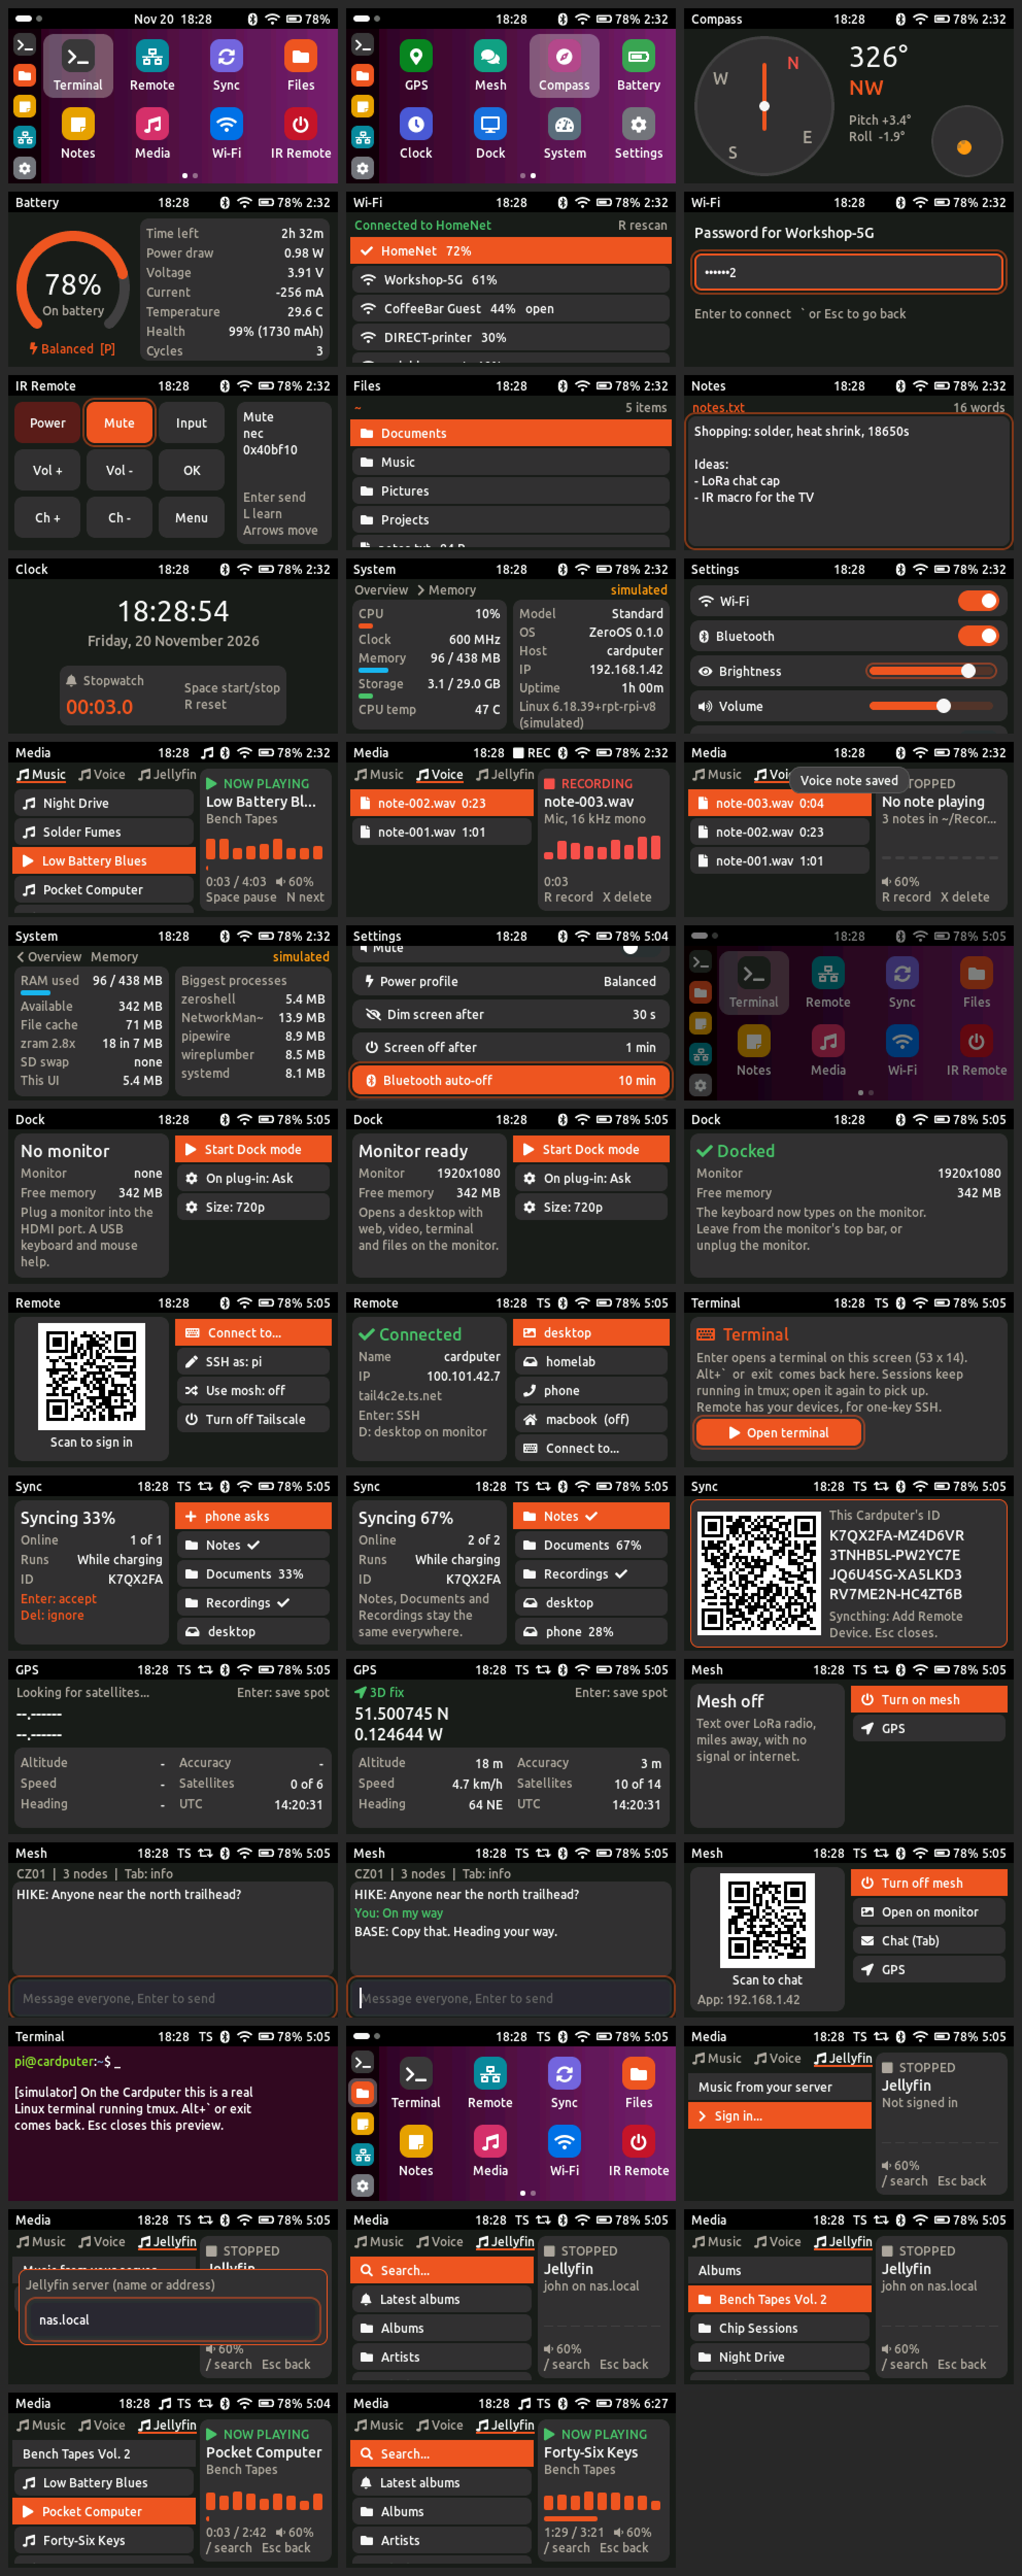 Nov 20 18:28 78%
Terminal Remote Sync Files
Notes Media Wi-Fi IR Remote
18:28 78% 2:32
GPS Mesh Compass Battery
Clock Dock System Settings
Compass 18:28 78% 2:32
N
W
E
S
326°
NW
Pitch +3.4°
Roll -1.9°
Battery 18:28 78% 2:32
78%
On battery
Balanced [P]
Time left 2h 32m
Power draw 0.98 W
Voltage 3.91 V
Current -256 mA
Temperature 29.6 C
Health 99% (1730 mAh)
Cycles 3
Wi-Fi 18:28 78% 2:32
Connected to HomeNet R rescan
HomeNet 72%
Workshop-5G 61%
CoffeeBar Guest 44% open
DIRECT-printer 30%
Wi-Fi 18:28 78% 2:32
Password for Workshop-5G
••••••2
Enter to connect ` or Esc to go back
IR Remote 18:28 78% 2:32
Power Mute Input
Vol + Vol - OK
Ch + Ch - Menu
Mute
nec
0x40bf10
Enter send
L learn
Arrows move
Files 18:28 78% 2:32
~ 5 items
Documents
Music
Pictures
Projects
notes.txt 84 B
Notes 18:28 78% 2:32
notes.txt 16 words
Shopping: solder, heat shrink, 18650s
Ideas:
- LoRa chat cap
- IR macro for the TV
Clock 18:28 78% 2:32
18:28:54
Friday, 20 November 2026
Stopwatch
00:03.0
Space start/stop
R reset
System 18:28 78% 2:32
Overview > Memory simulated
CPU 10%
Clock 600 MHz
Memory 96 / 438 MB
Storage 3.1 / 29.0 GB
CPU temp 47 C
Model Standard
OS ZeroOS 0.1.0
Host cardputer
IP 192.168.1.42
Uptime 1h 00m
Linux 6.18.39+rpt-rpi-v8
(simulated)
Settings 18:28 78% 2:32
Wi-Fi
Bluetooth
Brightness
Volume
Media 18:28 78% 2:32
Music Voice Jellyfin
Night Drive
Solder Fumes
Low Battery Blues
Pocket Computer
NOW PLAYING
Low Battery Bl...
Bench Tapes
0:03 / 4:03 60%
Space pause N next
Media 18:28 REC 78% 2:32
Music Voice Jellyfin
note-002.wav 0:23
note-001.wav 1:01
RECORDING
note-003.wav
Mic, 16 kHz mono
0:03
R record X delete
Media 18:28 78% 2:32
Music Voi
Voice note saved
note-003.wav 0:04
note-002.wav 0:23
note-001.wav 1:01
TOPPED
No note playing
3 notes in ~/Recor...
60%
R record X delete
System 18:28 78% 2:32
< Overview Memory simulated
RAM used 96 / 438 MB
Available 342 MB
File cache 71 MB
zram 2.8x 18 in 7 MB
SD swap none
This UI 5.4 MB
Biggest processes
zeroshell 5.4 MB
NetworkMan~ 13.9 MB
pipewire 8.9 MB
wireplumber 8.5 MB
systemd 8.1 MB
Settings 18:28 78% 5:04
Mute
Power profile Balanced
Dim screen after 30 s
Screen off after 1 min
Bluetooth auto-off 10 min
18:28 78% 5:05
Terminal Remote Sync Files
Notes Media Wi-Fi IR Remote
Dock 18:28 78% 5:05
No monitor
Monitor none
Free memory 342 MB
Plug a monitor into the
HDMI port. A USB
keyboard and mouse
help.
Start Dock mode
On plug-in: Ask
Size: 720p
Dock 18:28 78% 5:05
Monitor ready
Monitor 1920x1080
Free memory 342 MB
Opens a desktop with
web, video, terminal
and files on the monitor.
Start Dock mode
On plug-in: Ask
Size: 720p
Dock 18:28 78% 5:05
Docked
Monitor 1920x1080
Free memory 342 MB
The keyboard now types on the monitor.
Leave from the monitor's top bar, or
unplug the monitor.
Remote 18:28 78% 5:05
Scan to sign in
Connect to...
SSH as: pi
Use mosh: off
Turn off Tailscale
Remote 18:28 TS 78% 5:05
Connected
Name cardputer
IP 100.101.42.7
tail4c2e.ts.net
Enter: SSH
D: desktop on monitor
desktop
homelab
phone
macbook (off)
Connect to...
Terminal 18:28 TS 78% 5:05
Terminal
Enter opens a terminal on this screen (53 x 14).
Alt+` or exit comes back here. Sessions keep
running in tmux; open it again to pick up.
Remote has your devices, for one-key SSH.
Open terminal
Sync 18:28 TS 78% 5:05
Syncing 33%
Online 1 of 1
Runs While charging
ID K7QX2FA
Enter: accept
Del: ignore
phone asks
Notes
Documents 33%
Recordings
desktop
Sync 18:28 TS 78% 5:05
Syncing 67%
Online 2 of 2
Runs While charging
ID K7QX2FA
Notes, Documents and
Recordings stay the
same everywhere.
Notes
Documents 67%
Recordings
desktop
phone 28%
Sync 18:28 TS 78% 5:05
This Cardputer's ID
K7QX2FA-MZ4D6VR
3TNHB5L-PW2YC7E
JQ6U4SG-XA5LKD3
RV7ME2N-HC4ZT6B
Syncthing: Add Remote
Device. Esc closes.
GPS 18:28 TS 78% 5:05
Looking for satellites... Enter: save spot
--.------
--.------
Altitude - Accuracy -
Speed - Satellites 0 of 6
Heading - UTC 14:20:31
GPS 18:28 TS 78% 5:05
3D fix Enter: save spot
51.500745 N
0.124644 W
Altitude 18 m Accuracy 3 m
Speed 4.7 km/h Satellites 10 of 14
Heading 64 NE UTC 14:20:31
Mesh 18:28 TS 78% 5:05
Mesh off
Text over LoRa radio,
miles away, with no
signal or internet.
Turn on mesh
GPS
Mesh 18:28 TS 78% 5:05
CZ01 | 3 nodes | Tab: info
HIKE: Anyone near the north trailhead?
Message everyone, Enter to send
Mesh 18:28 TS 78% 5:05
CZ01 | 3 nodes | Tab: info
HIKE: Anyone near the north trailhead?
You: On my way
BASE: Copy that. Heading your way.
Message everyone, Enter to send
Mesh 18:28 TS 78% 5:05
Scan to chat
App: 192.168.1.42
Turn off mesh
Open on monitor
Chat (Tab)
GPS
Terminal 18:28 TS 78% 5:05
pi@cardputer:~$ _
[simulator] On the Cardputer this is a real
Linux terminal running tmux. Alt+` or exit
comes back. Esc closes this preview.
18:28 TS 78% 5:05
Terminal Remote Sync Files
Notes Media Wi-Fi IR Remote
Media 18:28 TS 78% 5:05
Music Voice Jellyfin
Music from your server
Sign in...
STOPPED
Jellyfin
Not signed in
60%
/ search Esc back
Media 18:28 TS 78% 5:05
Music Voice Jellyfin
STOPPED
Jellyfin server (name or address)
nas.local
60%
/ search Esc back
Media 18:28 TS 78% 5:05
Music Voice Jellyfin
Search...
Latest albums
Albums
Artists
STOPPED
Jellyfin
john on nas.local
60%
/ search Esc back
Media 18:28 TS 78% 5:05
Music Voice Jellyfin
Albums
Bench Tapes Vol. 2
Chip Sessions
Night Drive
STOPPED
Jellyfin
john on nas.local
60%
/ search Esc back
Media 18:28 TS 78% 5:04
Music Voice Jellyfin
Bench Tapes Vol. 2
Low Battery Blues
Pocket Computer
Forty-Six Keys
NOW PLAYING
Pocket Computer
Bench Tapes
0:03 / 2:42 60%
/ search Esc back
Media 18:28 TS 78% 6:27
Music Voice Jellyfin
Search...
Latest albums
Albums
Artists
NOW PLAYING
Forty-Six Keys
Bench Tapes
1:29 / 3:21 60%
/ search Esc back